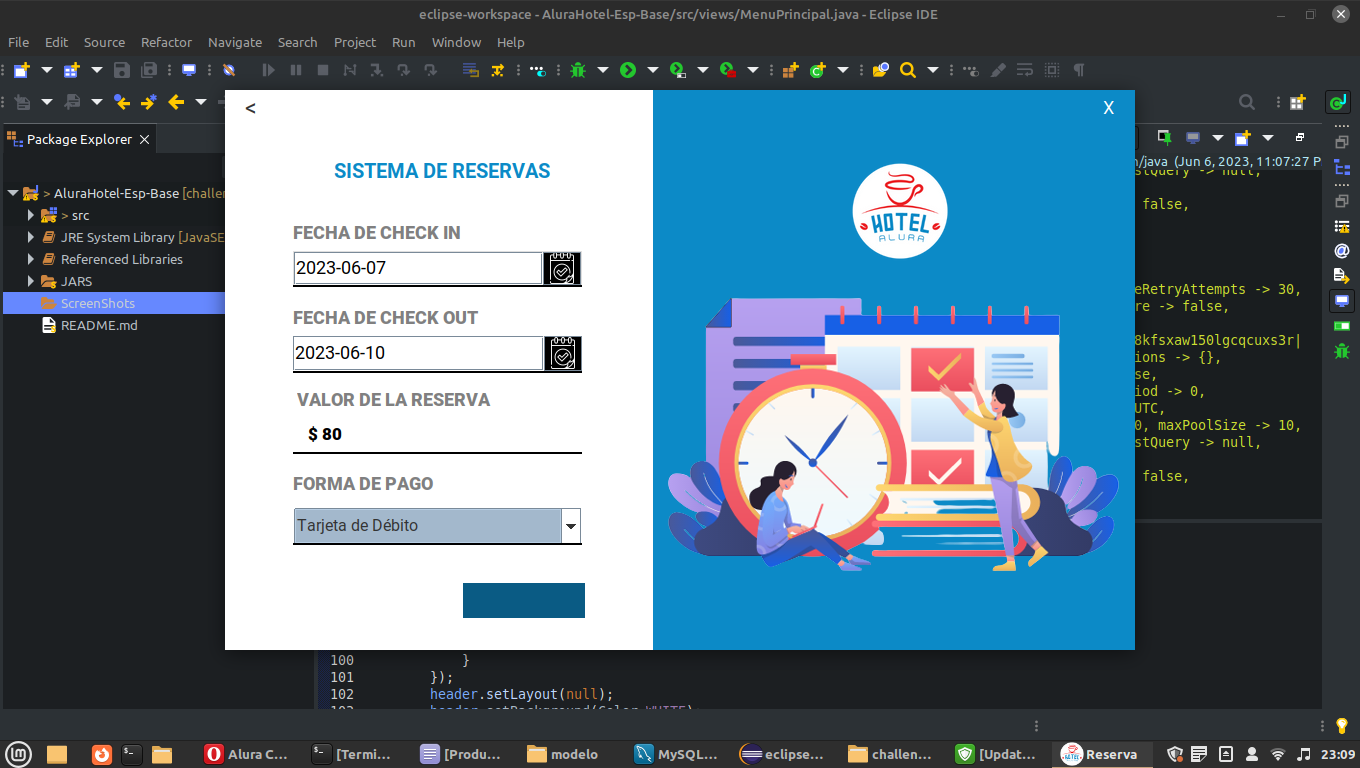 eclipse-workspace - AluraHotel-Esp-Base/src/views/MenuPrincipal.java - Eclipse IDE
File Edit Source Refactor Navigate Search Project Run Window Help
Package Explorer
> AluraHotel-Esp-Base [challer
> src
JRE System Library [JavaSE
Referenced Libraries
JARS
ScreenShots
README.md
<
X
SISTEMA DE RESERVAS
FECHA DE CHECK IN
2023-06-07
FECHA DE CHECK OUT
2023-06-10
VALOR DE LA RESERVA
$ 80
FORMA DE PAGO
Tarjeta de Débito
HOTEL
ALURA
n/java (Jun 6, 2023, 11:07:27 P
stQuery -> null,
false,
eRetryAttempts -> 30,
re -> false,
8kfsxaw150lgcqcuxs3r|
ions -> {},
se,
iod -> 0,
UTC,
0, maxPoolSize -> 10,
stQuery -> null,
false,
100 }
101 });
102 header.setLayout(null);
103 header.setBackground(Color.WHITE)
Alura C... [Termi... [Produ... modelo MySQL... eclipse... challen... [Updat... Reserva 23:09